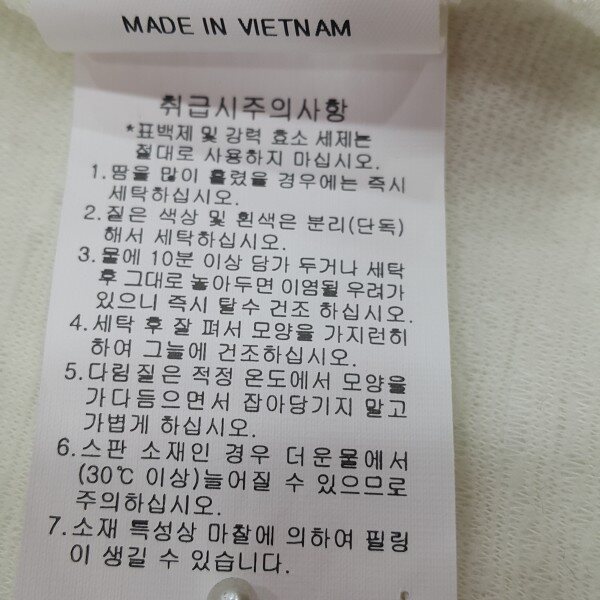 MADE IN VIETNAM
취급시주의사항
*표백제 및 강력 효소 세제는
절대로 사용하지 마십시오.
1.땀을 많이 흘렸을 경우에는 즉시
세탁하십시오.
2.짙은 색상 및 흰색은 분리(단독)
해서 세탁하십시오.
3.물에 10분 이상 담가 두거나 세탁
후 그대로 놓아두면 이염될 우려가
있으니 즉시 탈수 건조 하십시오.
4.세탁 후 잘 펴서 모양을 가지런히
하여 그늘에 건조하십시오.
5.다림질은 적정 온도에서 모양을
가다듬으면서 잡아당기지 말고
가볍게 하십시오.
6.스판 소재인 경우 더운물에서
(30℃ 이상)늘어질 수 있으므로
주의하십시오.
7.소재 특성상 마찰에 의하여 필링
이 생길 수 있습니다.